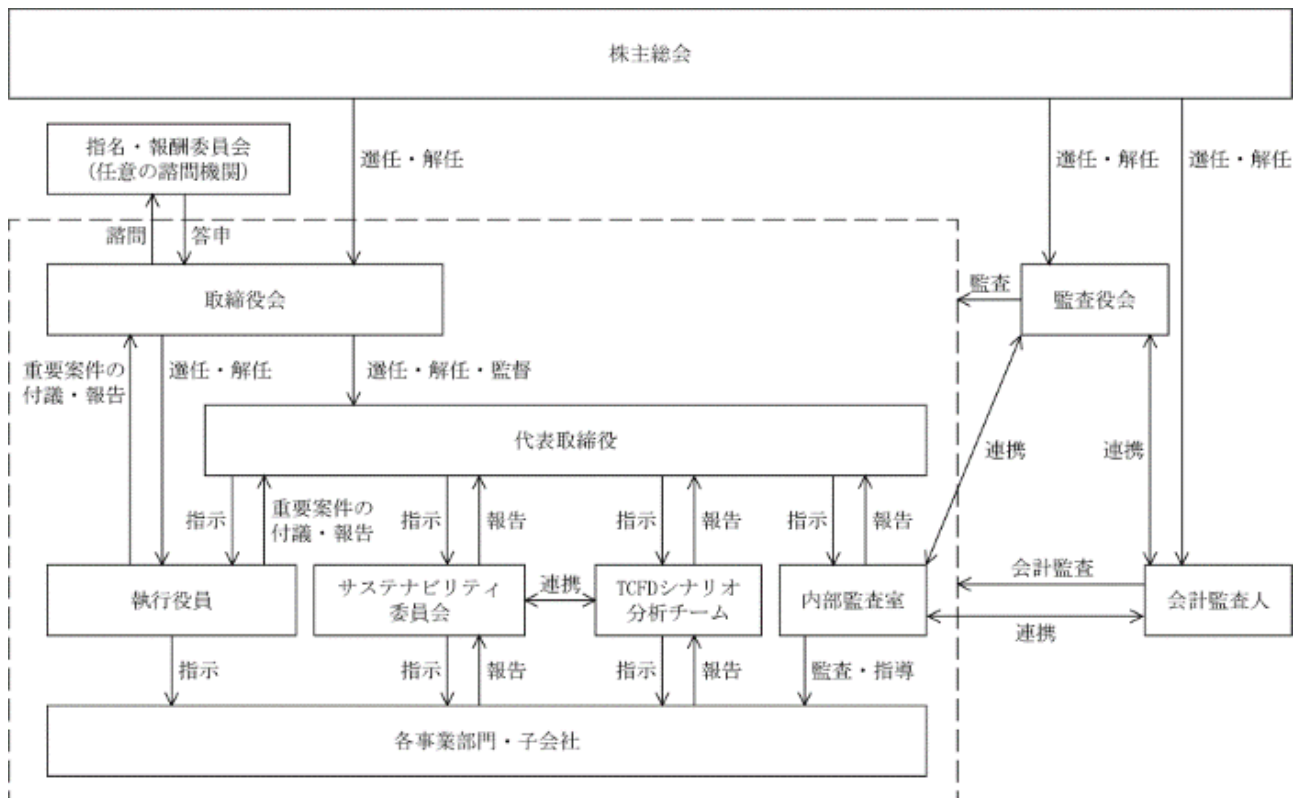 株主総会
指名・報酬委員会
(任意の諮問機関)
選任・解任
選任・解任
選任・解任
諮問
答申
取締役会
監査
監査役会
重要案件の
付議・報告
選任・解任
選任・解任・監督
代表取締役
連携
連携
指示
重要案件の
付議・報告
指示
報告
指示
報告
指示
報告
執行役員
サステナビリティ
委員会
連携
TCFDシナリオ
分析チーム
内部監査室
会計監査
連携
会計監査人
指示
指示
報告
指示
報告
監査・指導
各事業部門・子会社